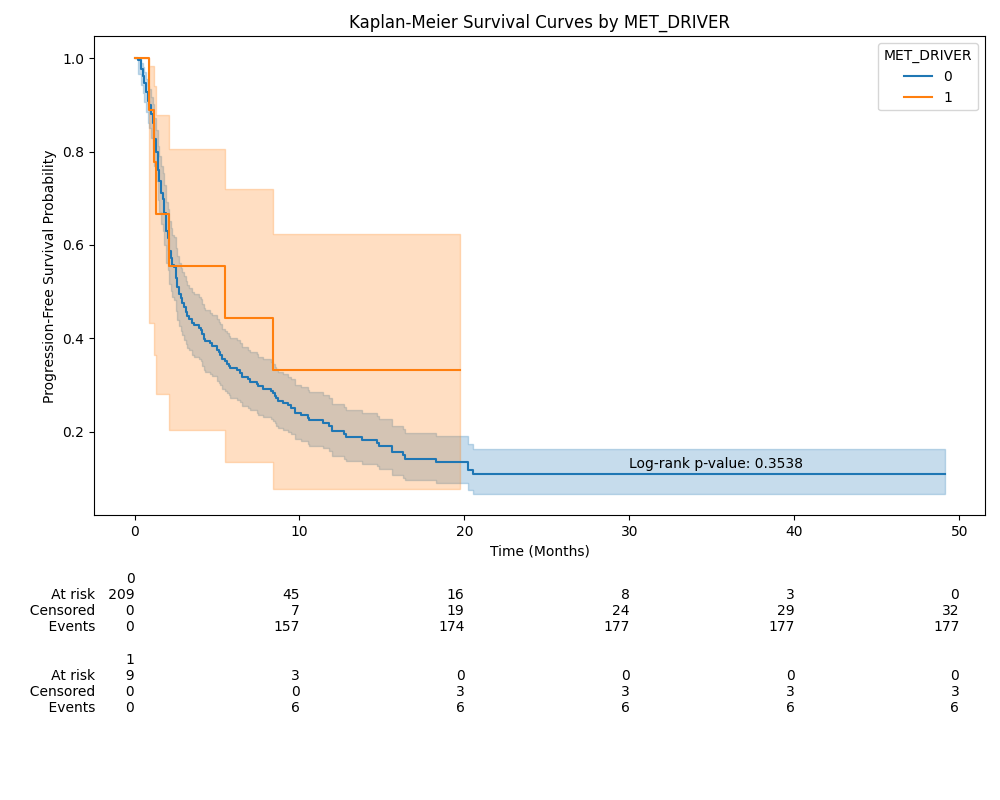 Kaplan-Meier Survival Curves by MET_DRIVER
MET_DRIVER
0
1
Progression-Free Survival Probability
1.0
0.8
0.6
0.4
0.2
Log-rank p-value: 0.3538
0 10 20 30 40 50
Time (Months)
0
At risk 209 45 16 8 3 0
Censored 0 7 19 24 29 32
Events 0 157 174 177 177 177
1
At risk 9 3 0 0 0 0
Censored 0 0 3 3 3 3
Events 0 6 6 6 6 6